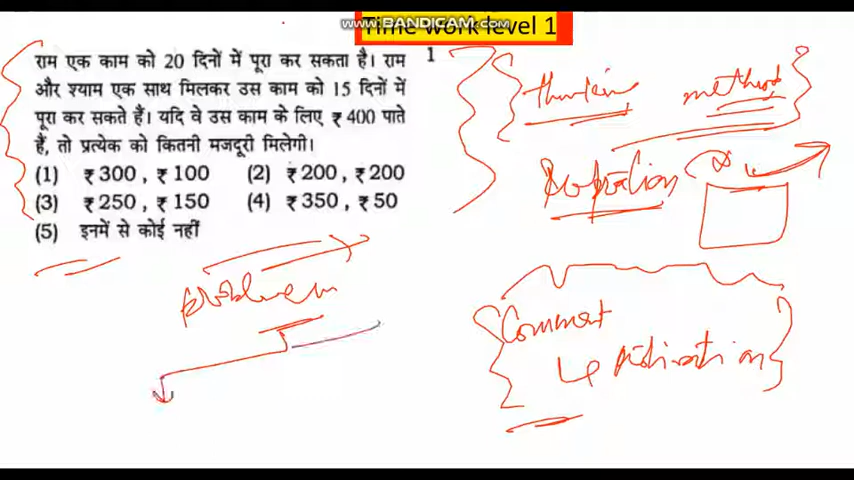 www.BANDICAM.com
Time work level 1
राम एक काम को 20 दिनों में पूरा कर सकता है। राम 1
और श्याम एक साथ मिलकर उस काम को 15 दिनों में
पूरा कर सकते हैं। यदि वे उस काम के लिए ₹ 400 पाते
हैं, तो प्रत्येक को कितनी मजदूरी मिलेगी।
(1) ₹ 300 , ₹ 100 (2) ₹ 200 , ₹ 200
(3) ₹ 250 , ₹ 150 (4) ₹ 350 , ₹ 50
(5) इनमें से कोई नहीं
method
problem
Comment